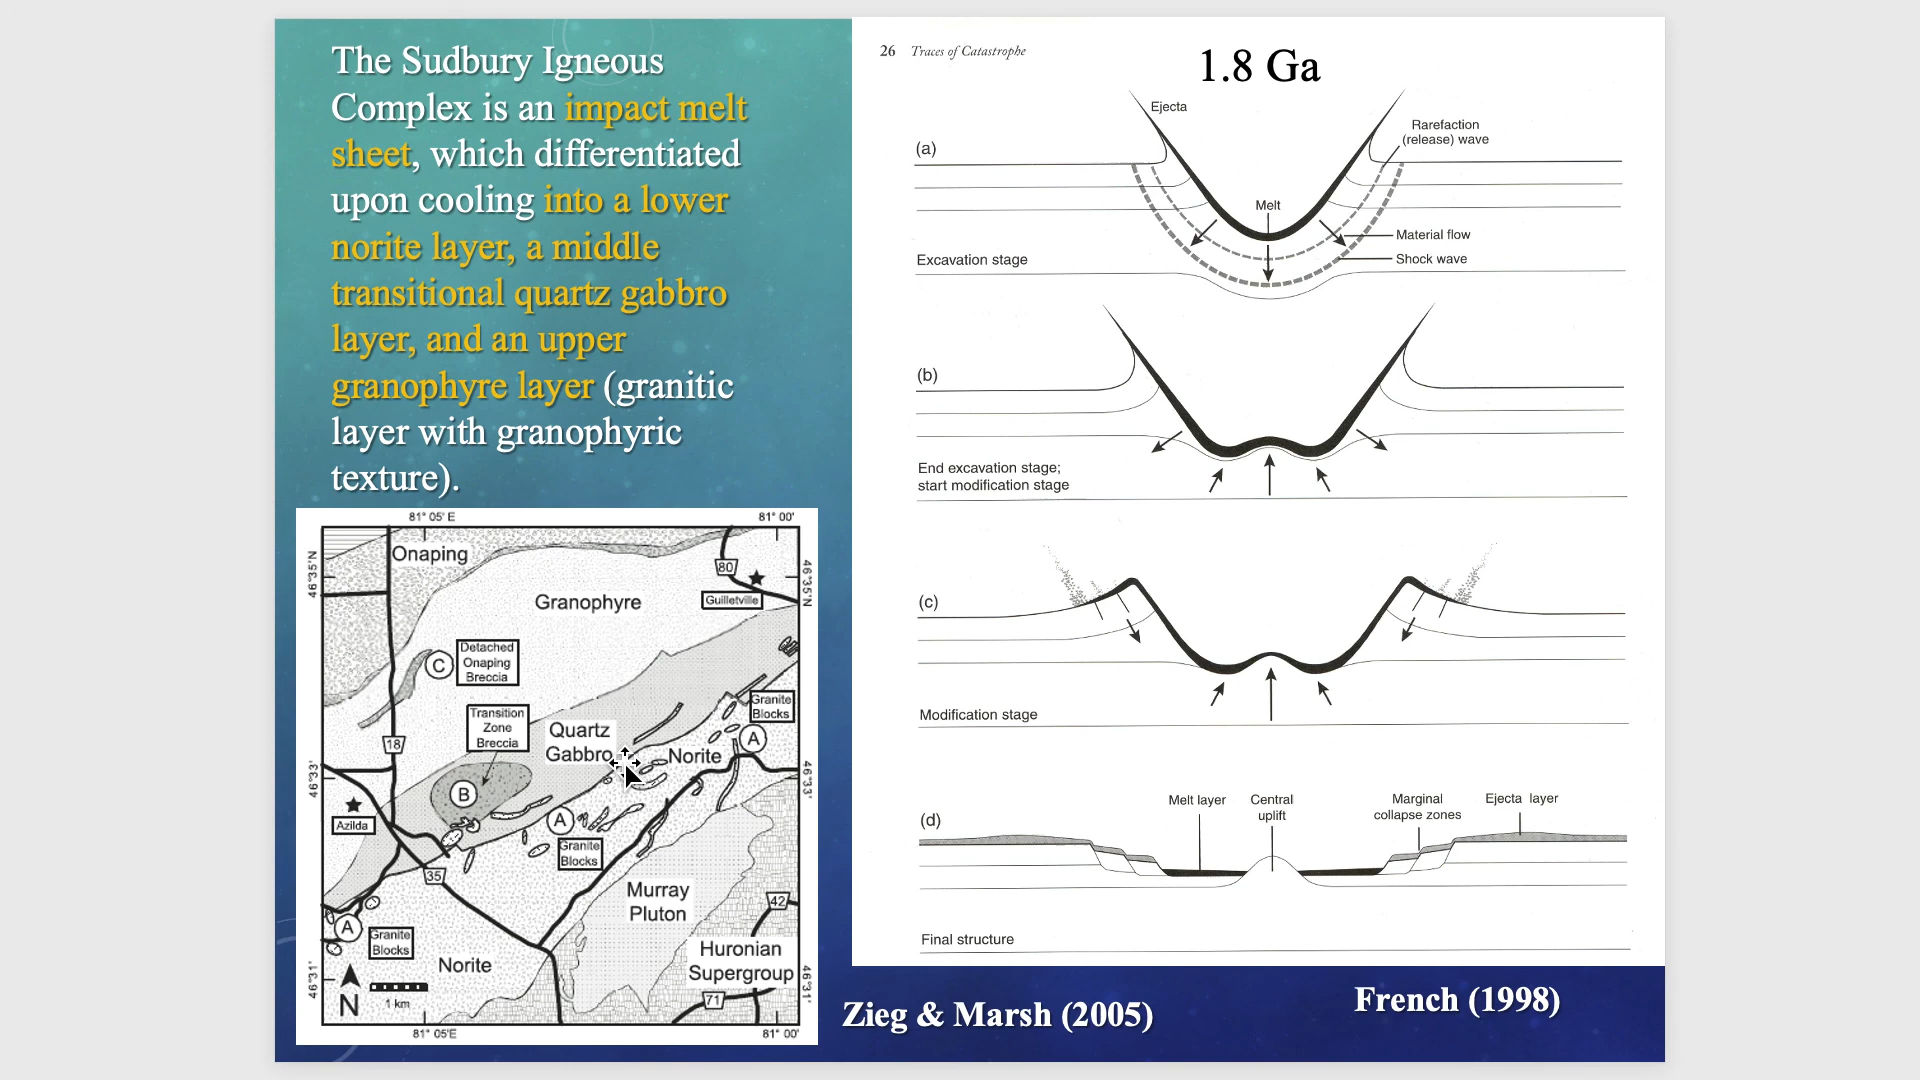 The Sudbury Igneous
Complex is an impact melt
sheet, which differentiated
upon cooling into a lower
norite layer, a middle
transitional quartz gabbro
layer, and an upper
granophyre layer (granitic
layer with granophyric
texture).
81° 05' E
81° 00'
46°35'N
Onaping
80
46°35'N
Granophyre
Guilletville
C
Detached
Onaping
Breccia
Transition
Zone
Breccia
Granite
Blocks
18
Quartz
Gabbro
Norite
A
46°33'
46°33'
B
Azilda
A
Granite
Blocks
35
Murray
Pluton
42
A
Granite
Blocks
Huronian
Supergroup
Norite
46°31'
46°31'
N
1 km
71
81° 05'E
81° 00'
26 Traces of Catastrophe
1.8 Ga
Ejecta
Rarefaction
(release) wave
(a)
Melt
Material flow
Excavation stage
Shock wave
(b)
End excavation stage;
start modification stage
(c)
Modification stage
Melt layer
Central
uplift
Marginal
collapse zones
Ejecta layer
(d)
Final structure
Zieg & Marsh (2005)
French (1998)